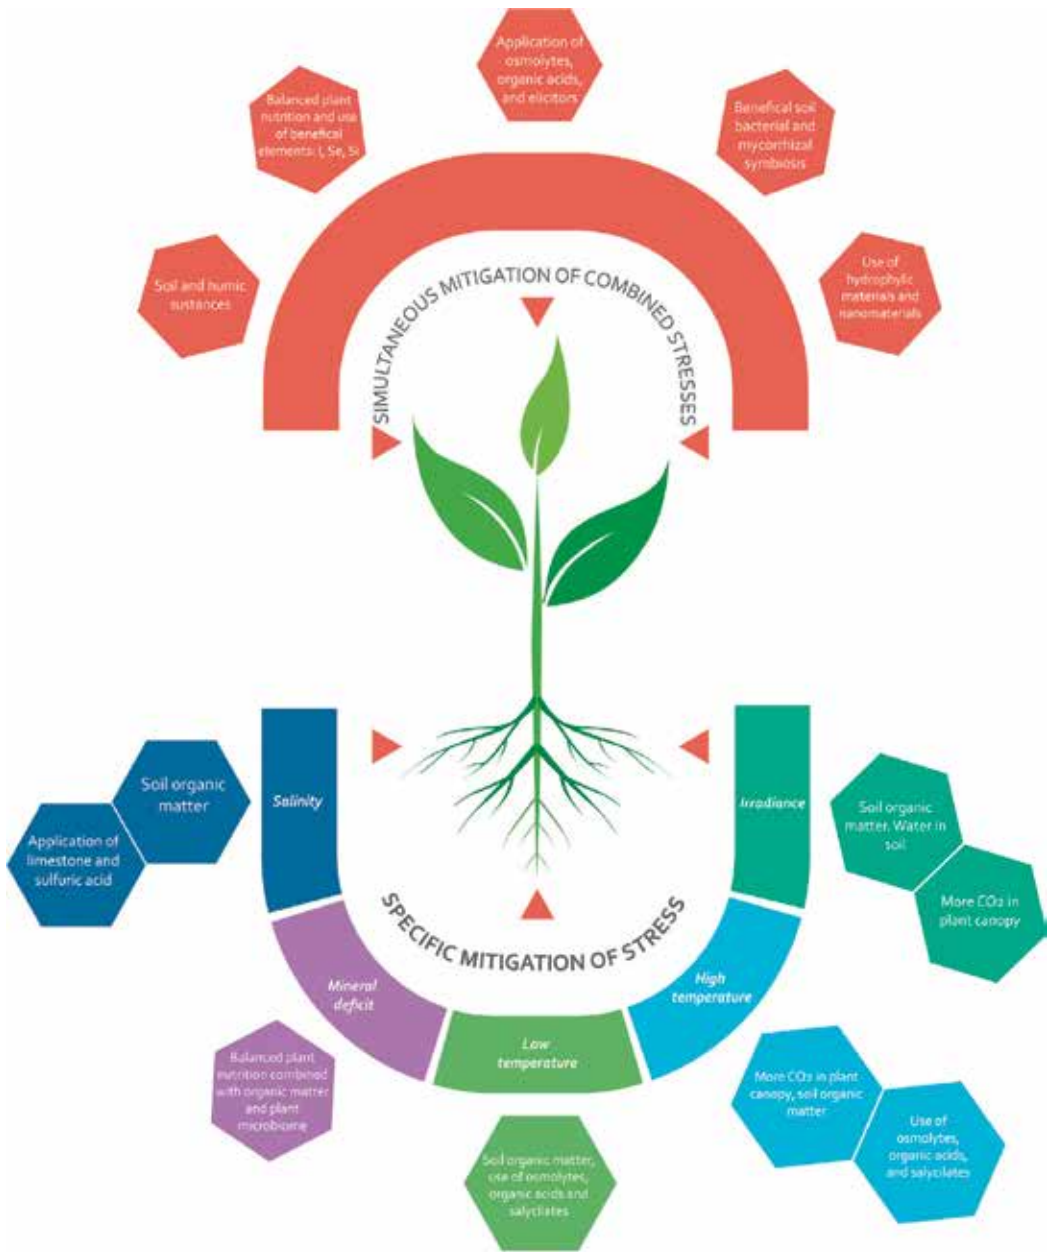 Application of
osmolytes,
organic acids,
and elicitors
Balanced plant
nutrition and use
of benefical
elements: I, Se, Si
Benefical soil
bacterial and
mycorrhizal
symbiosis
Soil and humic
sustances
Use of
hydrophylic
materials and
nanomaterials
SIMULTANEOUS MITIGATION OF COMBINED STRESSES
Salinity
Soil organic
matter
Application of
limestone and
sulfuric acid
Irradiance
Soil organic
matter. Water in
soil
More CO2 in
plant canopy
SPECIFIC MITIGATION OF STRESS
Mineral
deficit
High
temperature
Low
temperature
Balanced plant
nutrition combined
with organic matter
and plant
microbiome
More CO2 in plant
canopy, soil organic
matter
Use of
osmolytes,
organic acids,
and salycilates
Soil organic matter,
use of osmolytes,
organic acids and
salycilates